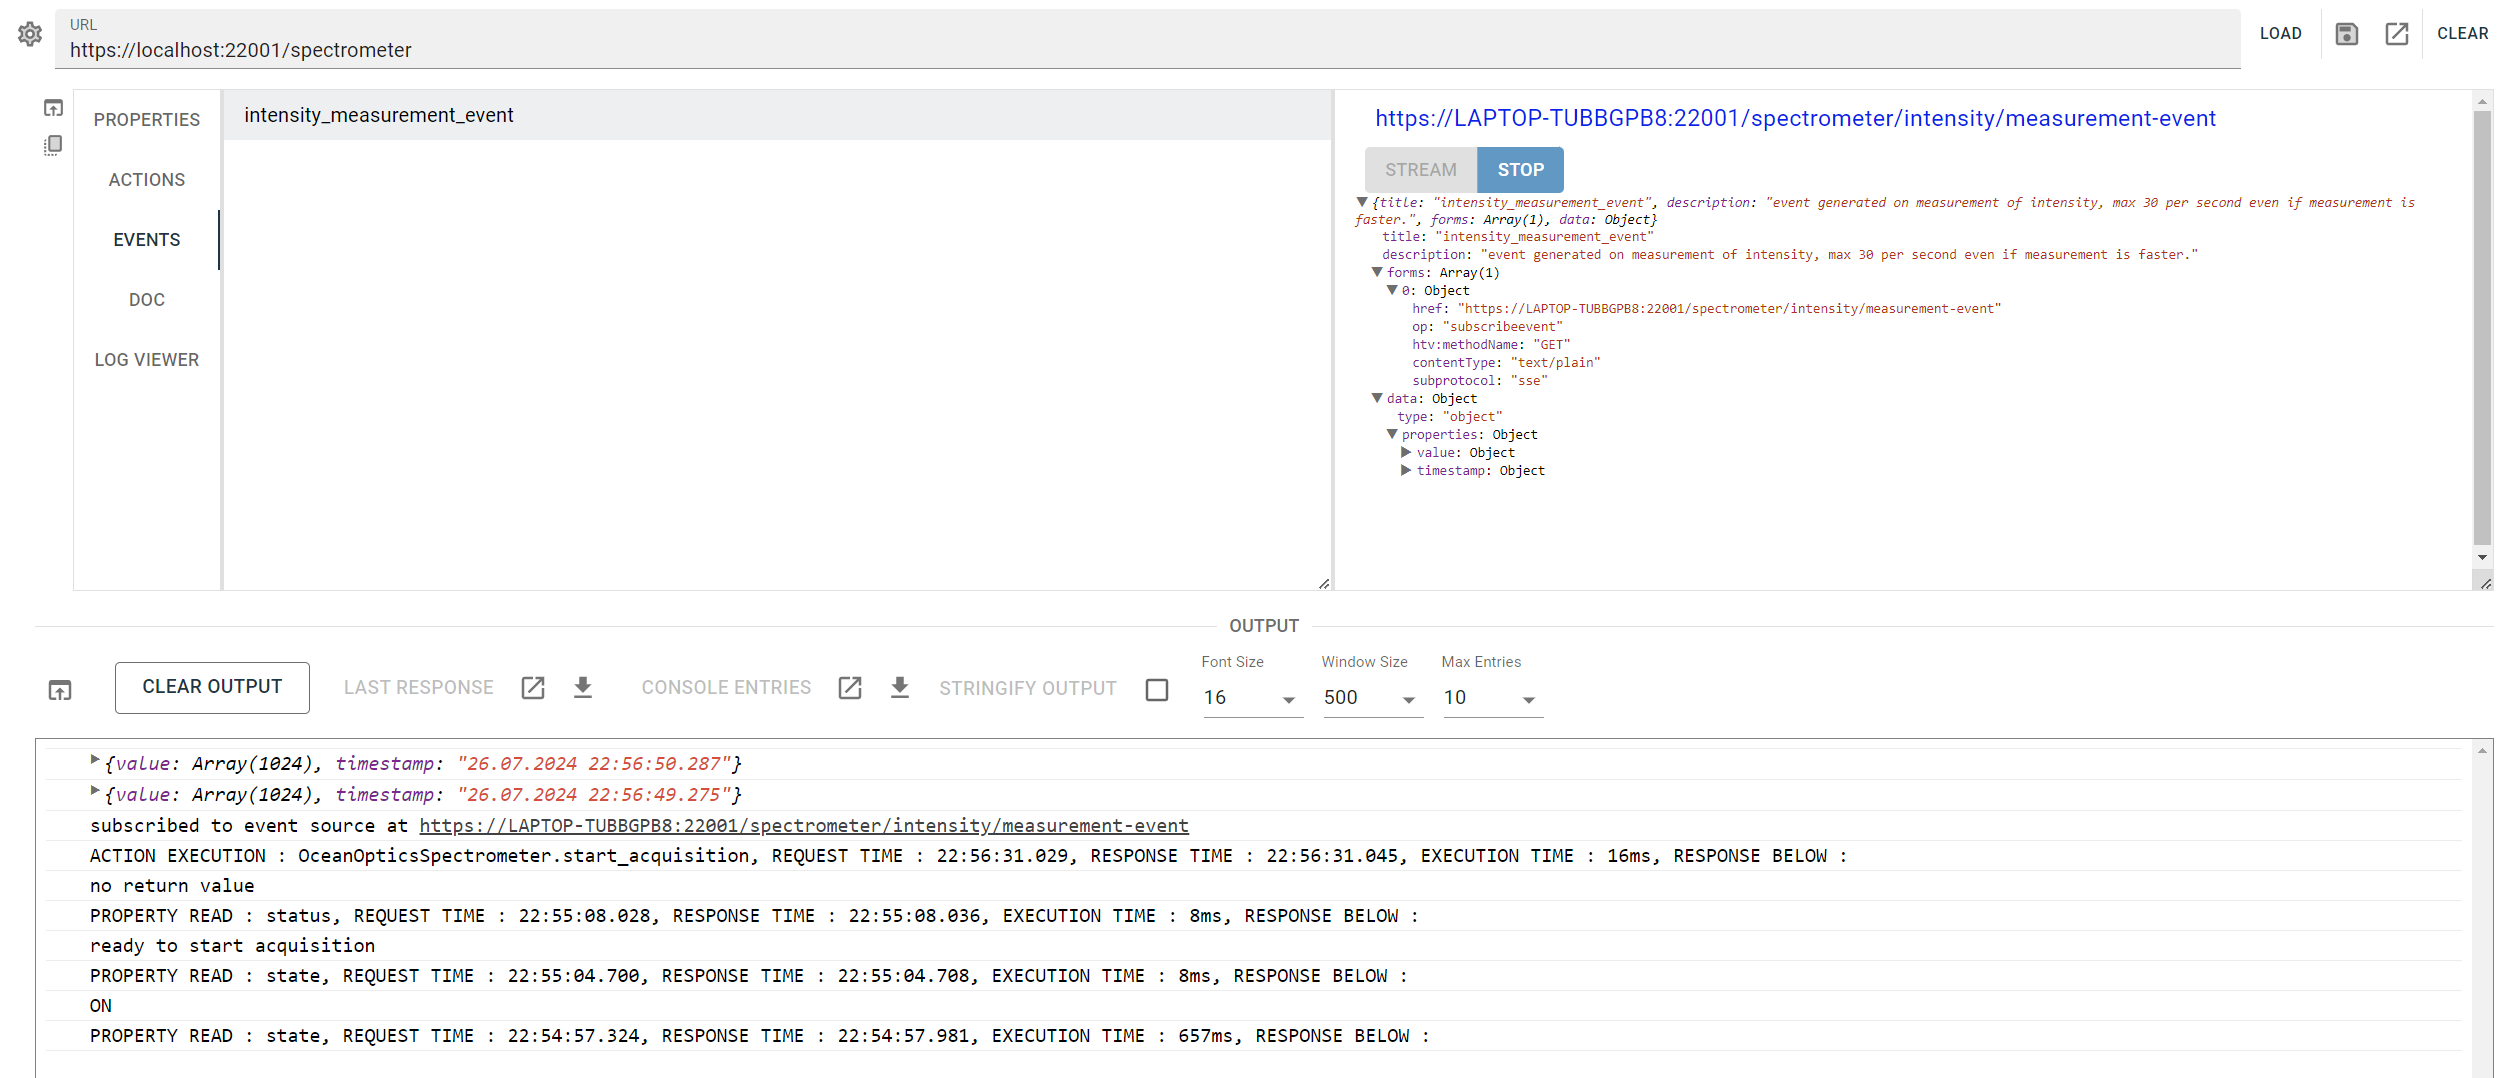 URL
https://localhost:22001/spectrometer
LOAD
CLEAR
PROPERTIES
ACTIONS
EVENTS
DOC
LOG VIEWER
intensity_measurement_event
https://LAPTOP-TUBBGPB8:22001/spectrometer/intensity/measurement-event
STREAM STOP
{title: "intensity_measurement_event", description: "event generated on measurement of intensity, max 30 per second even if measurement is
faster.", forms: Array(1), data: Object}
title: "intensity_measurement_event"
description: "event generated on measurement of intensity, max 30 per second even if measurement is faster."
forms: Array(1)
0: Object
href: "https://LAPTOP-TUBBGPB8:22001/spectrometer/intensity/measurement-event"
op: "subscribeevent"
htv:methodName: "GET"
contentType: "text/plain"
subprotocol: "sse"
data: Object
type: "object"
properties: Object
value: Object
timestamp: Object
OUTPUT
CLEAR OUTPUT
LAST RESPONSE
CONSOLE ENTRIES
STRINGIFY OUTPUT
Font Size
16
Window Size
500
Max Entries
10
{value: Array(1024), timestamp: "26.07.2024 22:56:50.287"}
{value: Array(1024), timestamp: "26.07.2024 22:56:49.275"}
subscribed to event source at https://LAPTOP-TUBBGPB8:22001/spectrometer/intensity/measurement-event
ACTION EXECUTION : OceanOpticsSpectrometer.start_acquisition, REQUEST TIME : 22:56:31.029, RESPONSE TIME : 22:56:31.045, EXECUTION TIME : 16ms, RESPONSE BELOW :
no return value
PROPERTY READ : status, REQUEST TIME : 22:55:08.028, RESPONSE TIME : 22:55:08.036, EXECUTION TIME : 8ms, RESPONSE BELOW :
ready to start acquisition
PROPERTY READ : state, REQUEST TIME : 22:55:04.700, RESPONSE TIME : 22:55:04.708, EXECUTION TIME : 8ms, RESPONSE BELOW :
ON
PROPERTY READ : state, REQUEST TIME : 22:54:57.324, RESPONSE TIME : 22:54:57.981, EXECUTION TIME : 657ms, RESPONSE BELOW :